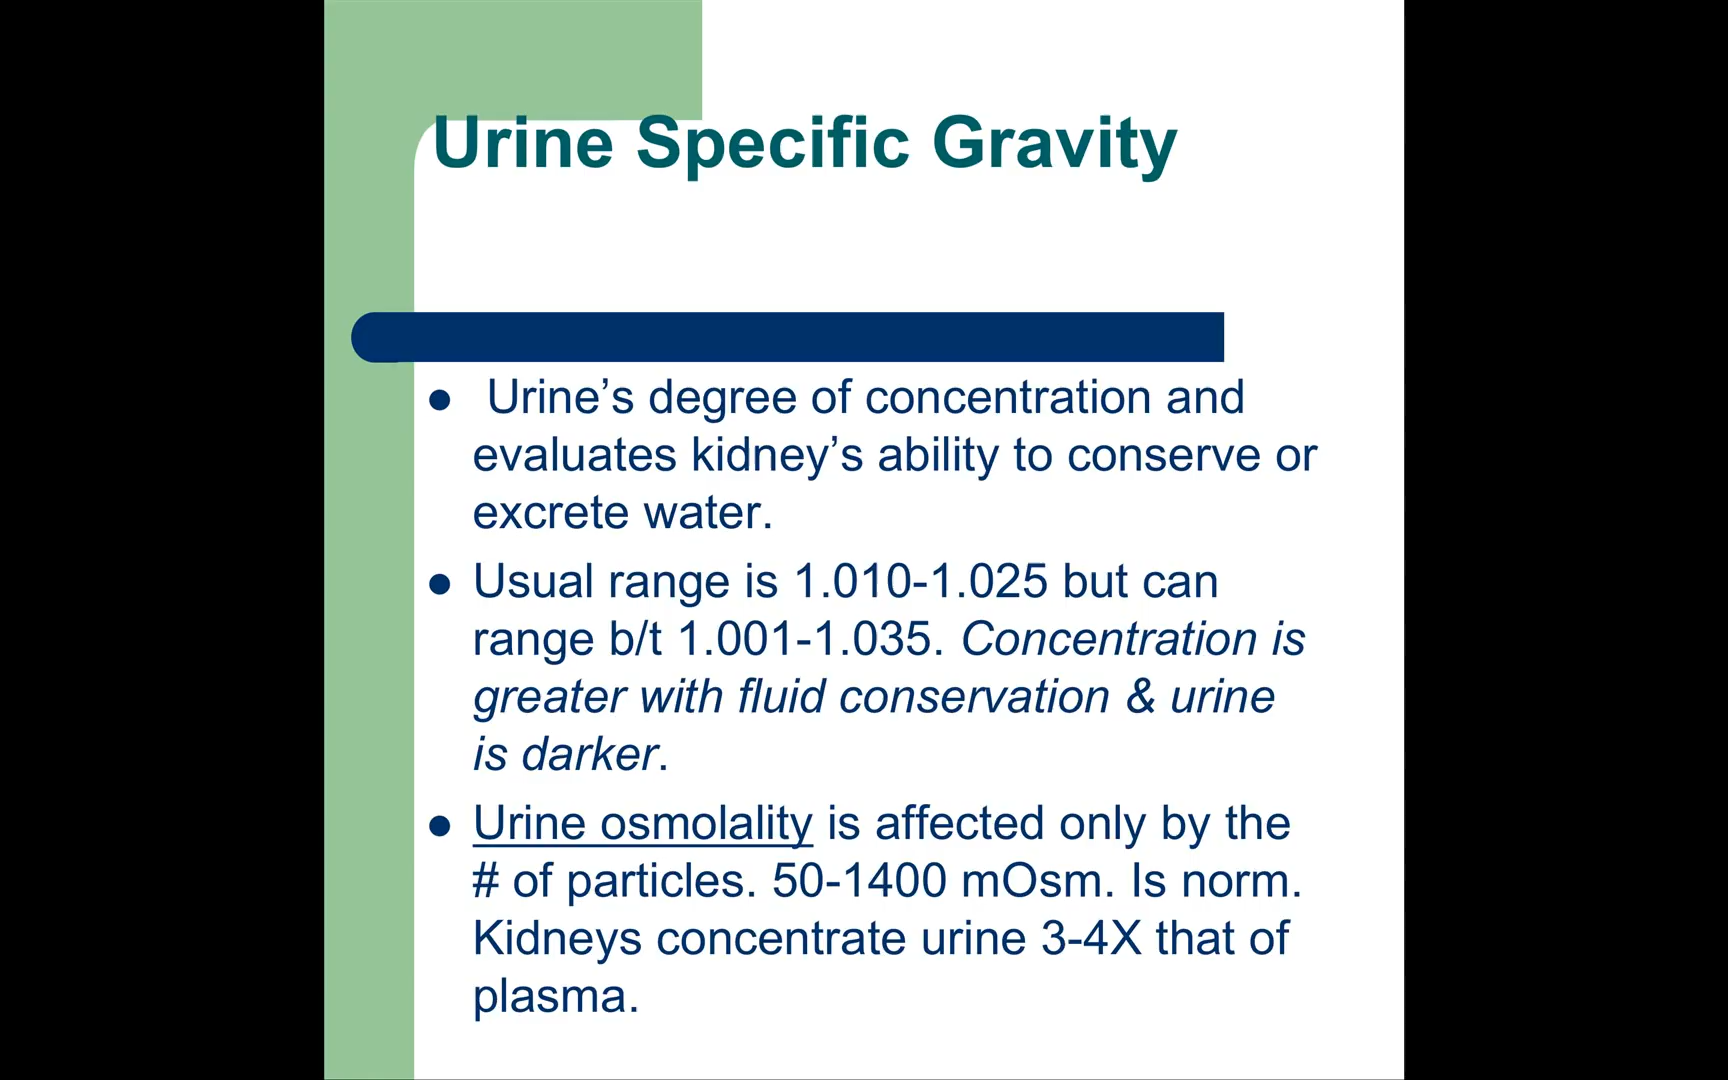 Urine Specific Gravity
Urine’s degree of concentration and
evaluates kidney’s ability to conserve or
excrete water.
Usual range is 1.010-1.025 but can
range b/t 1.001-1.035. Concentration is
greater with fluid conservation & urine
is darker.
Urine osmolality is affected only by the
# of particles. 50-1400 mOsm. Is norm.
Kidneys concentrate urine 3-4X that of
plasma.